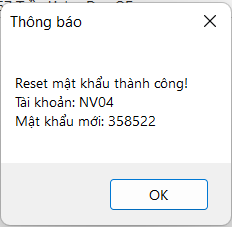 Thông báo
Reset mật khẩu thành công!
Tài khoản: NV04
Mật khẩu mới: 358522
OK